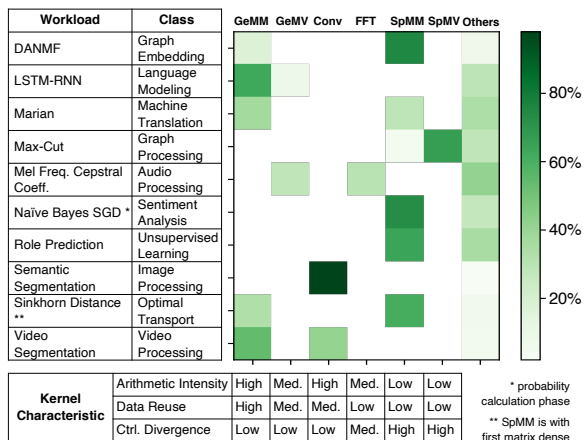 Workload Class GeMM GeMV Conv FFT SpMM SpMV Others
DANMF Graph Embedding
LSTM-RNN Language Modeling
Marian Machine Translation
Max-Cut Graph Processing
Mel Freq. Cepstral Coeff. Audio Processing
Naïve Bayes SGD * Sentiment Analysis
Role Prediction Unsupervised Learning
Semantic Segmentation Image Processing
Sinkhorn Distance ** Optimal Transport
Video Segmentation Video Processing
80%
60%
40%
20%
Kernel Characteristic
Arithmetic Intensity High Med. High Med. Low Low
Data Reuse High Med. High Med. Low Low
Ctrl. Divergence Low Low Low Med. High High
* probability
calculation phase
** SpMM is with
first matrix dense